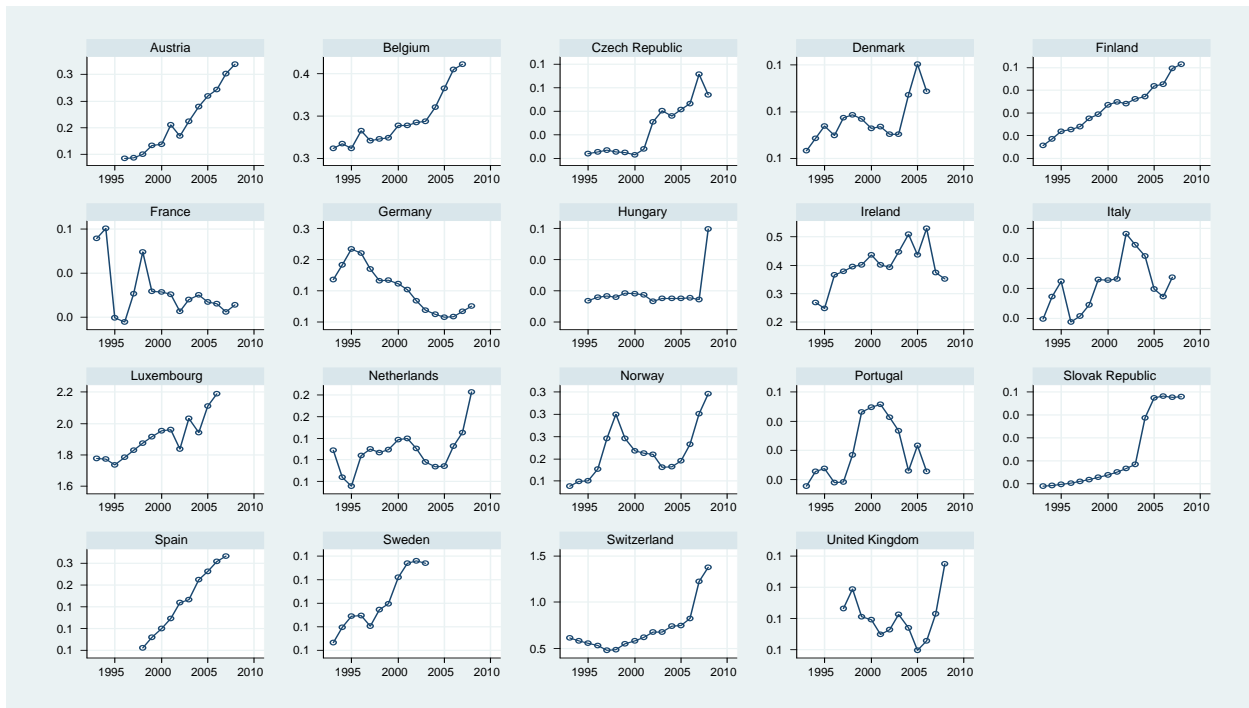 Austria Belgium Czech Republic Denmark Finland
0.3 0.4 0.1 0.1 0.1
0.3 0.3 0.1 0.1 0.0
0.2 0.3 0.0 0.1 0.0
0.1 0.0 0.0
0.0 0.0
1995 2000 2005 2010 1995 2000 2005 2010 1995 2000 2005 2010 1995 2000 2005 2010 1995 2000 2005 2010
France Germany Hungary Ireland Italy
0.1 0.3 0.1 0.5 0.0
0.0 0.2 0.0 0.4 0.0
0.0 0.1 0.0 0.3 0.0
0.1 0.0 0.2 0.0
1995 2000 2005 2010 1995 2000 2005 2010 1995 2000 2005 2010 1995 2000 2005 2010 1995 2000 2005 2010
Luxembourg Netherlands Norway Portugal Slovak Republic
2.2 0.2 0.3 0.1 0.1
2.0 0.2 0.3 0.0 0.0
1.8 0.1 0.3 0.0 0.0
1.6 0.1 0.2 0.0 0.0
0.1 0.1 0.0
1995 2000 2005 2010 1995 2000 2005 2010 1995 2000 2005 2010 1995 2000 2005 2010 1995 2000 2005 2010
Spain Sweden Switzerland United Kingdom
0.3 0.1 1.5 0.1
0.2 0.1 1.0 0.1
0.1 0.1 0.5 0.1
0.1 0.1 0.1
0.1 0.1
1995 2000 2005 2010 1995 2000 2005 2010 1995 2000 2005 2010 1995 2000 2005 2010